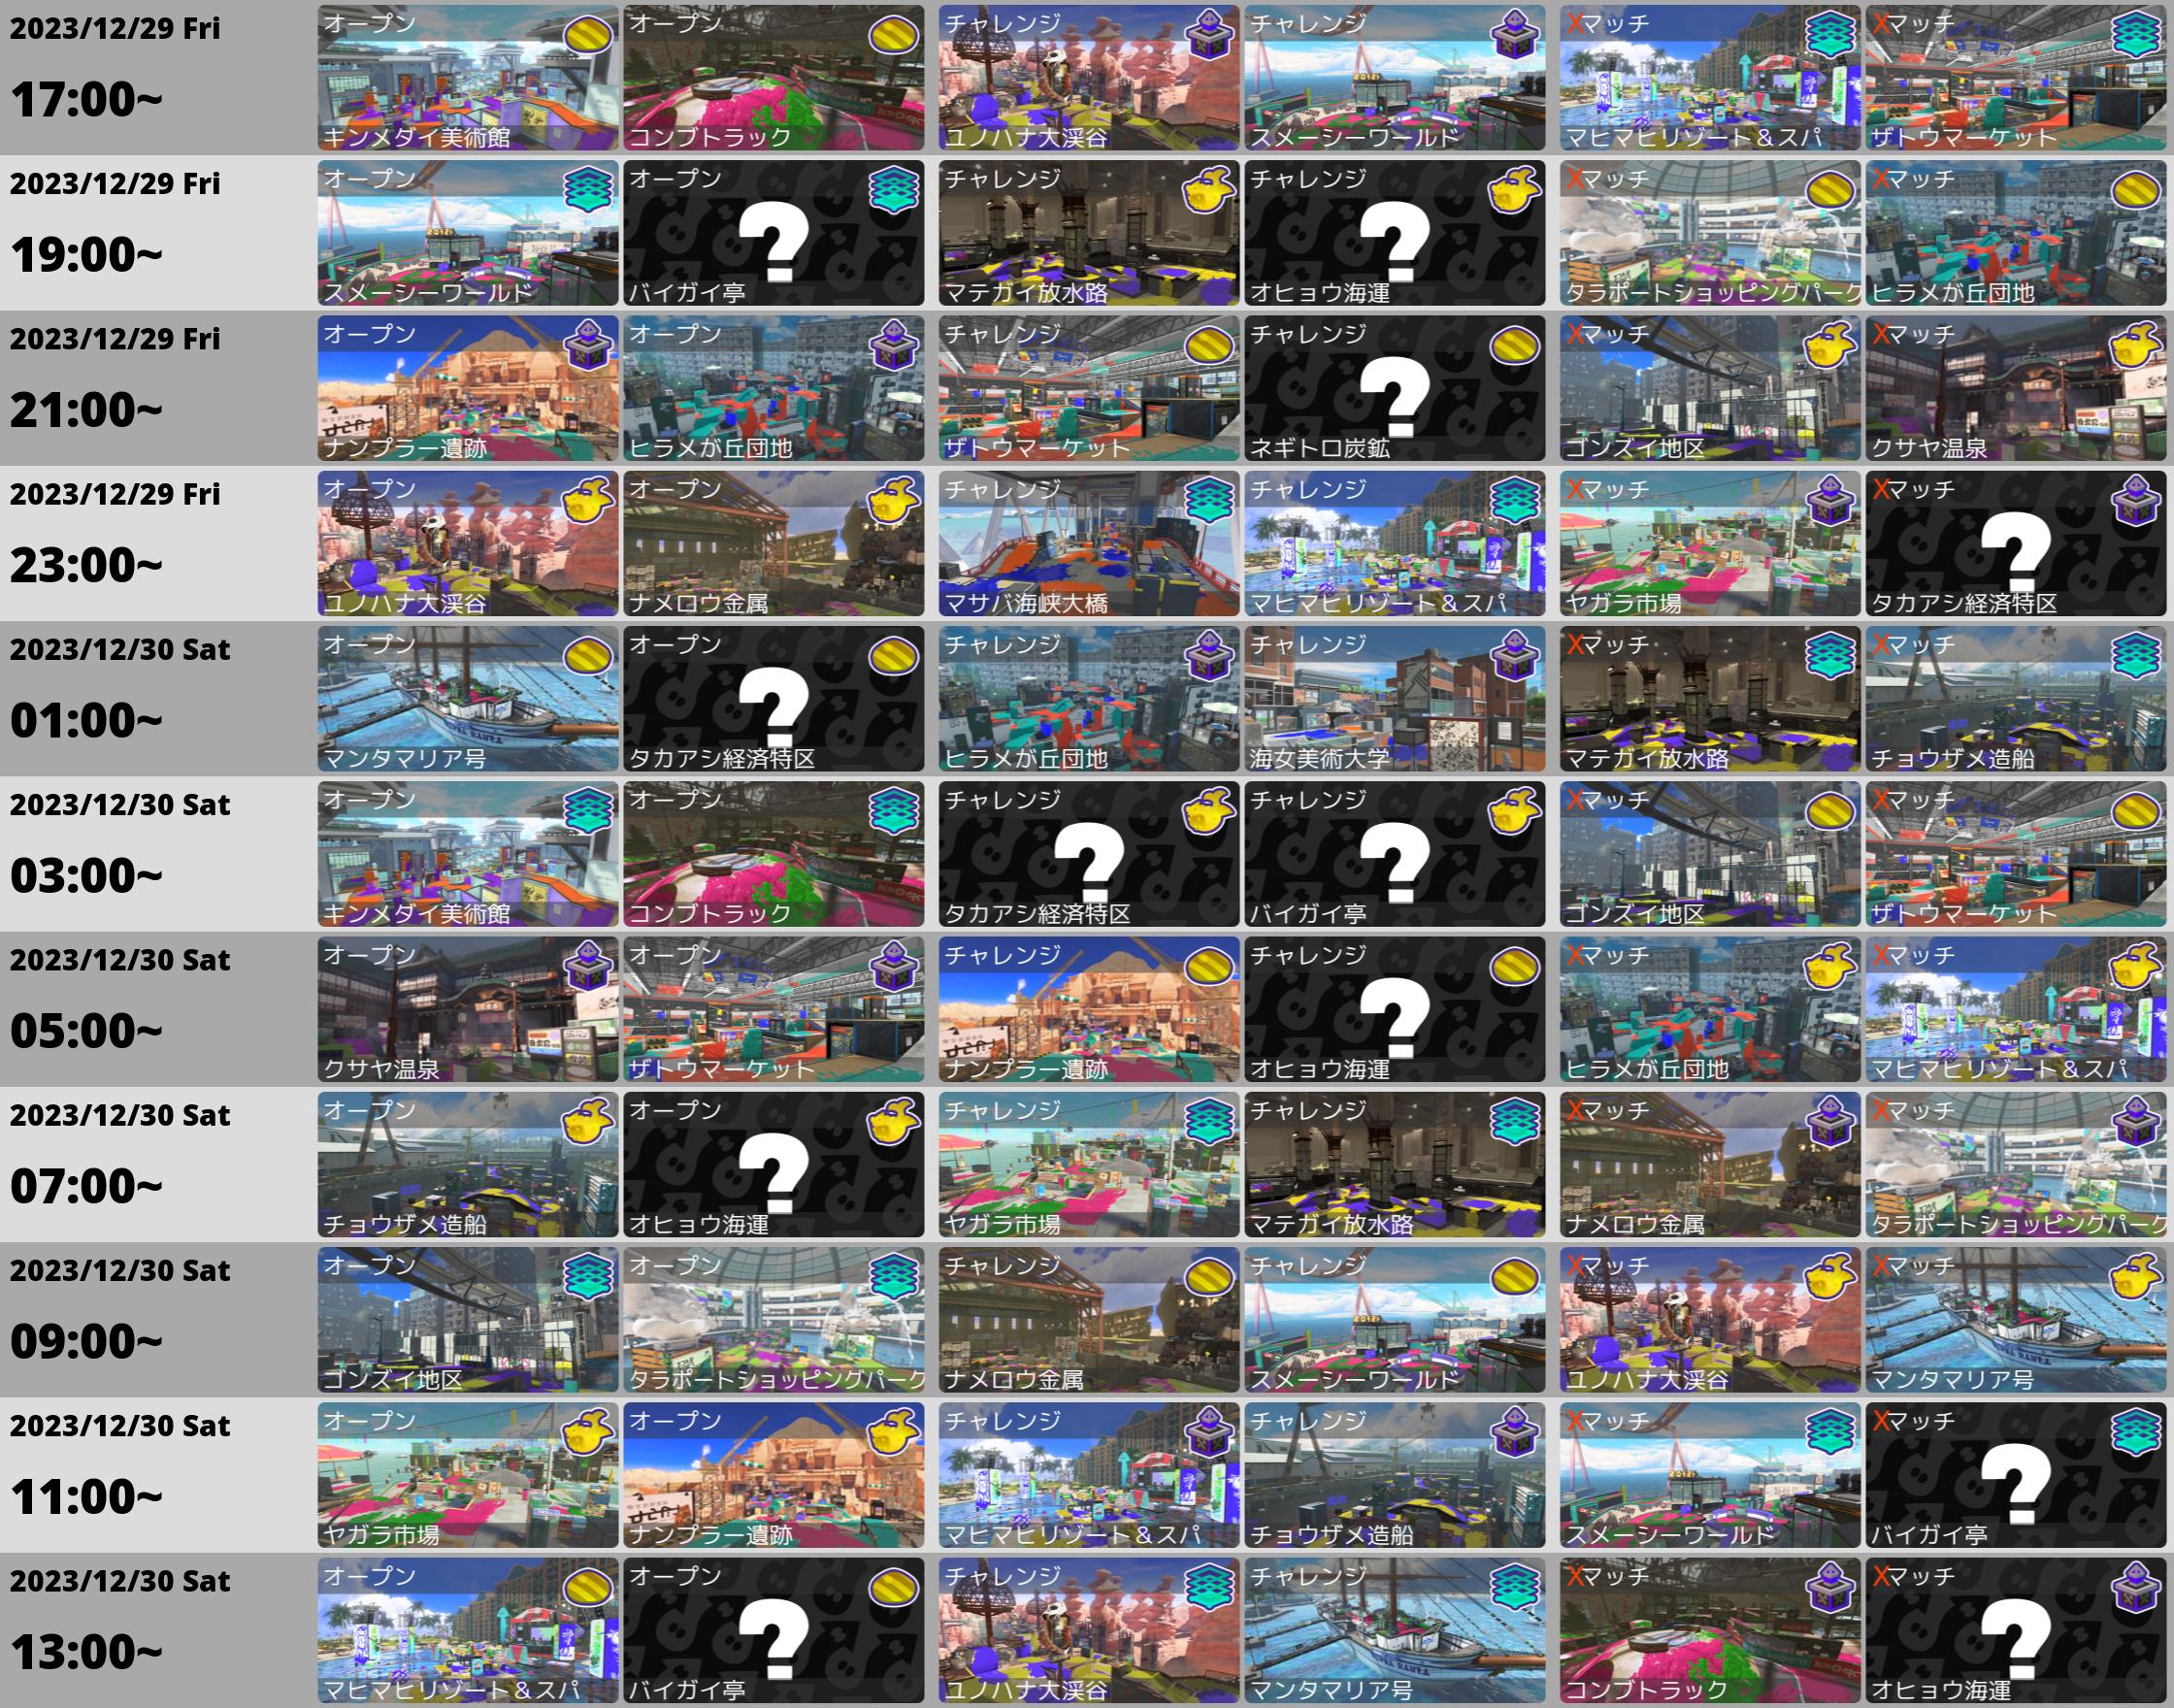 2023/12/29 Fri
17:00~
オープン
キンメダイ美術館
オープン
コンブトラック
チャレンジ
ユノハナ大渓谷
チャレンジ
スメーシーワールド
Xマッチ
マヒマヒリゾート＆スパ
Xマッチ
ザトウマーケット
2023/12/29 Fri
19:00~
オープン
スメーシーワールド
オープン
?
バイガイ亭
チャレンジ
マテガイ放水路
チャレンジ
?
オヒョウ海運
Xマッチ
タラポートショッピングパーク
Xマッチ
ヒラメが丘団地
2023/12/29 Fri
21:00~
オープン
ナンプラー遺跡
オープン
ヒラメが丘団地
チャレンジ
ザトウマーケット
チャレンジ
?
ネギトロ炭鉱
Xマッチ
ゴンズイ地区
Xマッチ
クサヤ温泉
2023/12/29 Fri
23:00~
オープン
ユノハナ大渓谷
オープン
ナメロウ金属
チャレンジ
マサバ海峡大橋
チャレンジ
マヒマヒリゾート＆スパ
Xマッチ
ヤガラ市場
Xマッチ
?
タカアシ経済特区
2023/12/30 Sat
01:00~
オープン
マンタマリア号
オープン
?
タカアシ経済特区
チャレンジ
ヒラメが丘団地
チャレンジ
海女美術大学
Xマッチ
マテガイ放水路
Xマッチ
チョウザメ造船
2023/12/30 Sat
03:00~
オープン
キンメダイ美術館
オープン
コンブトラック
チャレンジ
?
タカアシ経済特区
チャレンジ
?
バイガイ亭
Xマッチ
ゴンズイ地区
Xマッチ
ザトウマーケット
2023/12/30 Sat
05:00~
オープン
クサヤ温泉
オープン
ザトウマーケット
チャレンジ
ナンプラー遺跡
チャレンジ
?
オヒョウ海運
Xマッチ
ヒラメが丘団地
Xマッチ
マヒマヒリゾート＆スパ
2023/12/30 Sat
07:00~
オープン
チョウザメ造船
オープン
?
オヒョウ海運
チャレンジ
ヤガラ市場
チャレンジ
マテガイ放水路
Xマッチ
ナメロウ金属
Xマッチ
タラポートショッピングパーク
2023/12/30 Sat
09:00~
オープン
ゴンズイ地区
オープン
タラポートショッピングパーク
チャレンジ
ナメロウ金属
チャレンジ
スメーシーワールド
Xマッチ
ユノハナ大渓谷
Xマッチ
マンタマリア号
2023/12/30 Sat
11:00~
オープン
ヤガラ市場
オープン
ナンプラー遺跡
チャレンジ
マヒマヒリゾート＆スパ
チャレンジ
チョウザメ造船
Xマッチ
スメーシーワールド
Xマッチ
?
バイガイ亭
2023/12/30 Sat
13:00~
オープン
マヒマヒリゾート＆スパ
オープン
?
バイガイ亭
チャレンジ
ユノハナ大渓谷
チャレンジ
マンタマリア号
Xマッチ
コンブトラック
Xマッチ
?
オヒョウ海運